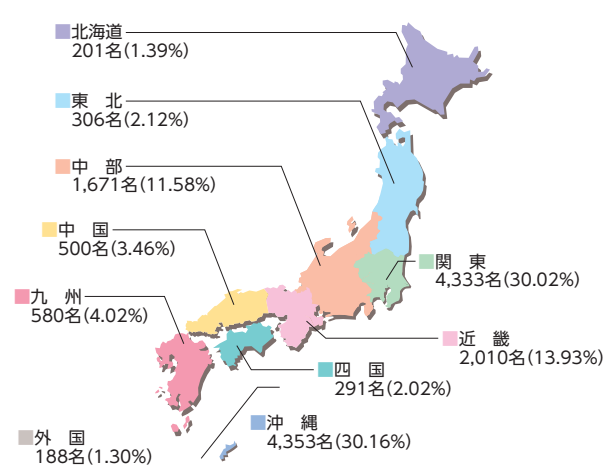 北海道
201名(1.39%)
東　北
306名(2.12%)
中　部
1,671名(11.58%)
中　国
500名(3.46%)
関　東
4,333名(30.02%)
九　州
580名(4.02%)
近　畿
2,010名(13.93%)
四　国
291名(2.02%)
沖　縄
4,353名(30.16%)
外　国
188名(1.30%)